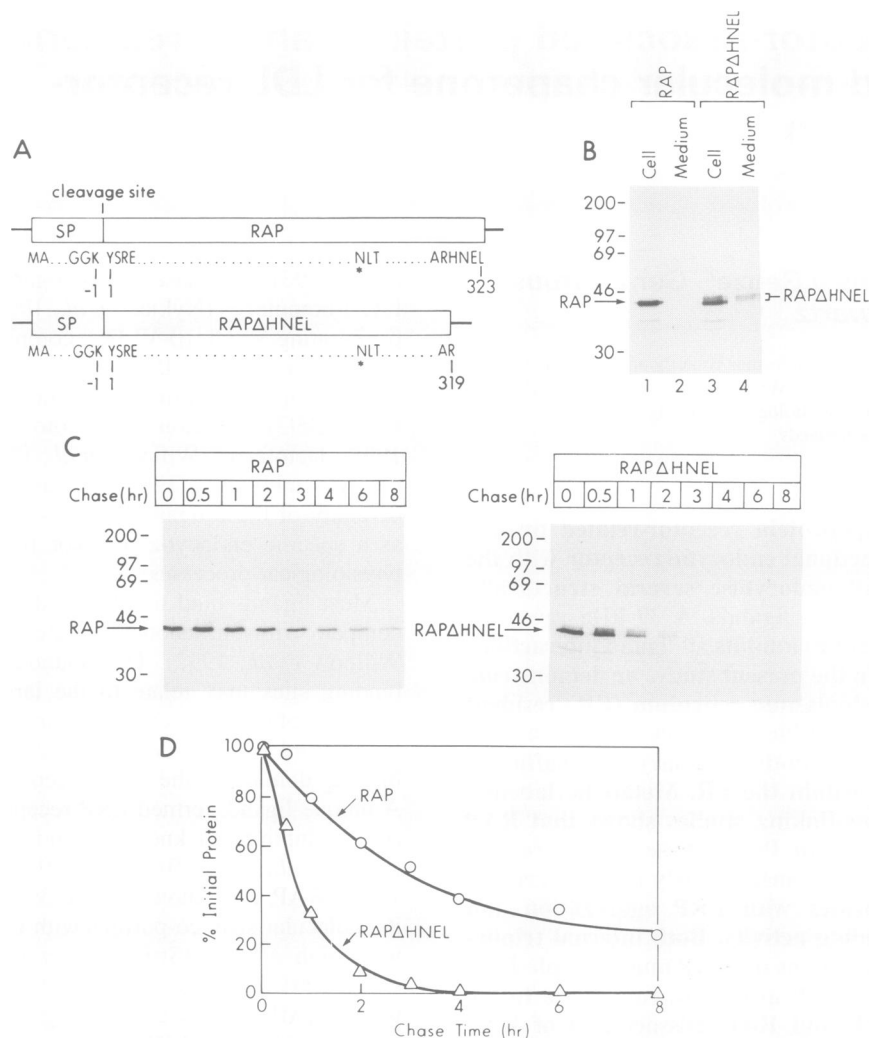 RAP
RAPΔHNEL
A
B
Cell
Medium
Cell
Medium
cleavage site
SP
RAP
MA...GGK YSRE..............................NLT.......ARHNEL
*
-1 1
323
SP
RAPΔHNEL
MA...GGK YSRE..............................NLT.......AR
*
-1 1
319
200-
97-
69-
46-
30-
RAP
RAPΔHNEL
1 2 3 4
C
RAP
Chase(hr) 0 0.5 1 2 3 4 6 8
200-
97-
69-
46-
30-
RAP
RAPΔHNEL
Chase(hr) 0 0.5 1 2 3 4 6 8
200-
97-
69-
46-
30-
RAPΔHNEL
D
% Initial Protein
100
80
60
40
20
0
RAP
RAPΔHNEL
0 2 4 6 8
Chase Time (hr)